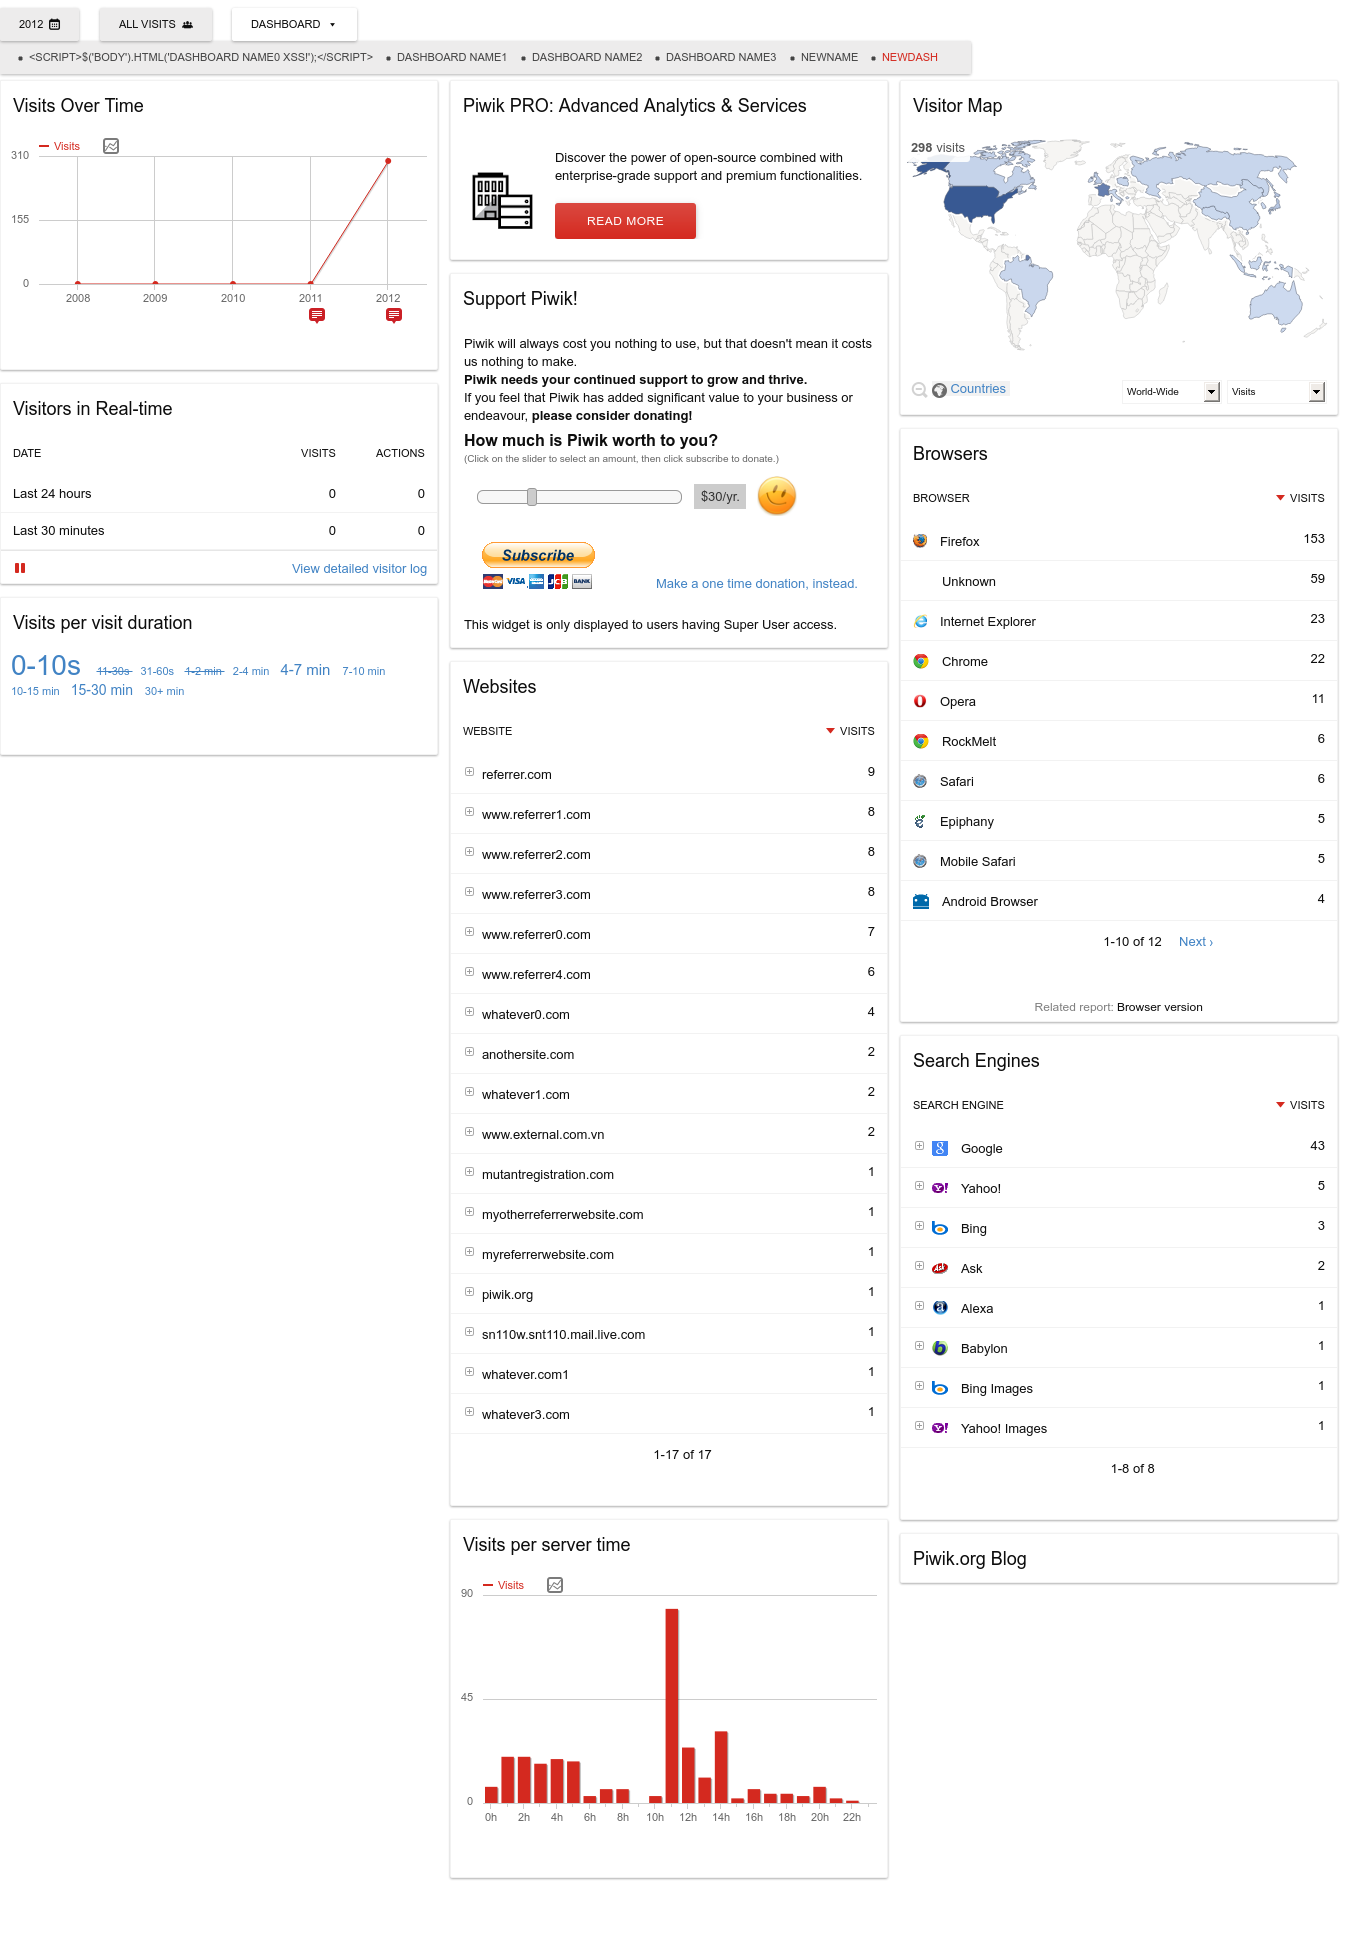 2012
ALL VISITS
DASHBOARD
<SCRIPT>$('BODY').HTML('DASHBOARD NAME0 XSS!');</SCRIPT>
DASHBOARD NAME1
DASHBOARD NAME2
DASHBOARD NAME3
NEWNAME
NEWDASH
Visits Over Time
Visits
310
155
0
2008 2009 2010 2011 2012
Visitors in Real-time
DATE VISITS ACTIONS
Last 24 hours 0 0
Last 30 minutes 0 0
View detailed visitor log
Visits per visit duration
0-10s 11-30s 31-60s 1-2 min 2-4 min 4-7 min 7-10 min
10-15 min 15-30 min 30+ min
Piwik PRO: Advanced Analytics & Services
Discover the power of open-source combined with
enterprise-grade support and premium functionalities.
READ MORE
Support Piwik!
Piwik will always cost you nothing to use, but that doesn't mean it costs
us nothing to make.
Piwik needs your continued support to grow and thrive.
If you feel that Piwik has added significant value to your business or
endeavour, please consider donating!
How much is Piwik worth to you?
(Click on the slider to select an amount, then click subscribe to donate.)
$30/yr.
Subscribe
VISA
BANK
Make a one time donation, instead.
This widget is only displayed to users having Super User access.
Websites
WEBSITE VISITS
referrer.com 9
www.referrer1.com 8
www.referrer2.com 8
www.referrer3.com 8
www.referrer0.com 7
www.referrer4.com 6
whatever0.com 4
anothersite.com 2
whatever1.com 2
www.external.com.vn 2
mutantregistration.com 1
myotherreferrerwebsite.com 1
myreferrerwebsite.com 1
piwik.org 1
sn110w.snt110.mail.live.com 1
whatever.com1 1
whatever3.com 1
1-17 of 17
Visits per server time
Visits
90
45
0
0h 2h 4h 6h 8h 10h 12h 14h 16h 18h 20h 22h
Visitor Map
298 visits
Countries
World-Wide
Visits
Browsers
BROWSER VISITS
Firefox 153
Unknown 59
Internet Explorer 23
Chrome 22
Opera 11
RockMelt 6
Safari 6
Epiphany 5
Mobile Safari 5
Android Browser 4
1-10 of 12 Next ›
Related report: Browser version
Search Engines
SEARCH ENGINE VISITS
Google 43
Yahoo! 5
Bing 3
Ask 2
Alexa 1
Babylon 1
Bing Images 1
Yahoo! Images 1
1-8 of 8
Piwik.org Blog